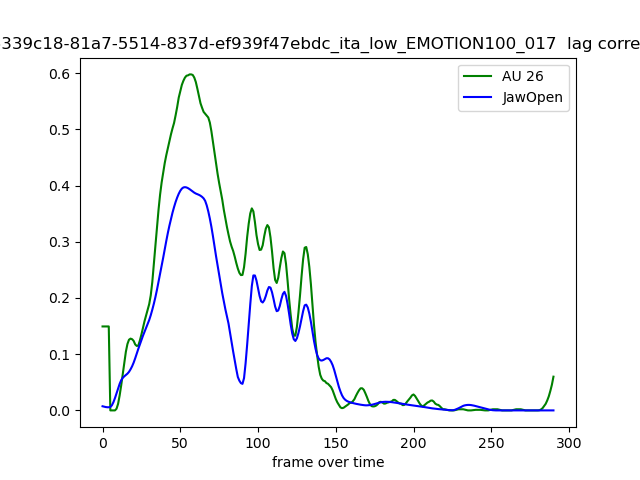 339c18-81a7-5514-837d-ef939f47ebdc_ita_low_EMOTION100_017 lag corre
AU 26
JawOpen
0.6
0.5
0.4
0.3
0.2
0.1
0.0
0 50 100 150 200 250 300
frame over time